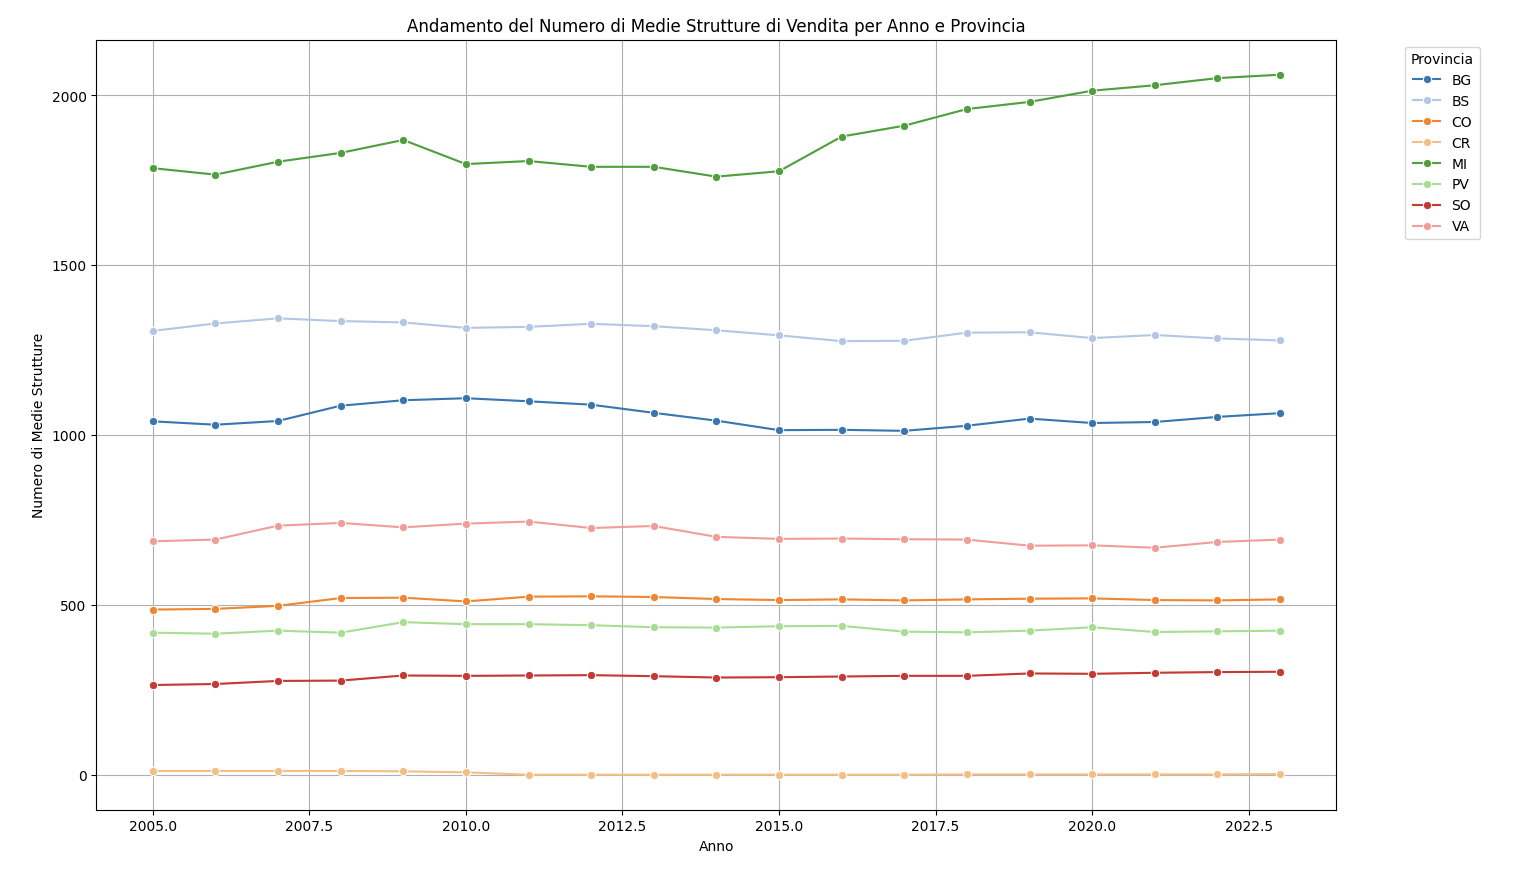 Andamento del Numero di Medie Strutture di Vendita per Anno e Provincia
Provincia
BG
BS
CO
CR
MI
PV
SO
VA
Numero di Medie Strutture
2000
1500
1000
500
0
2005.0 2007.5 2010.0 2012.5 2015.0 2017.5 2020.0 2022.5
Anno